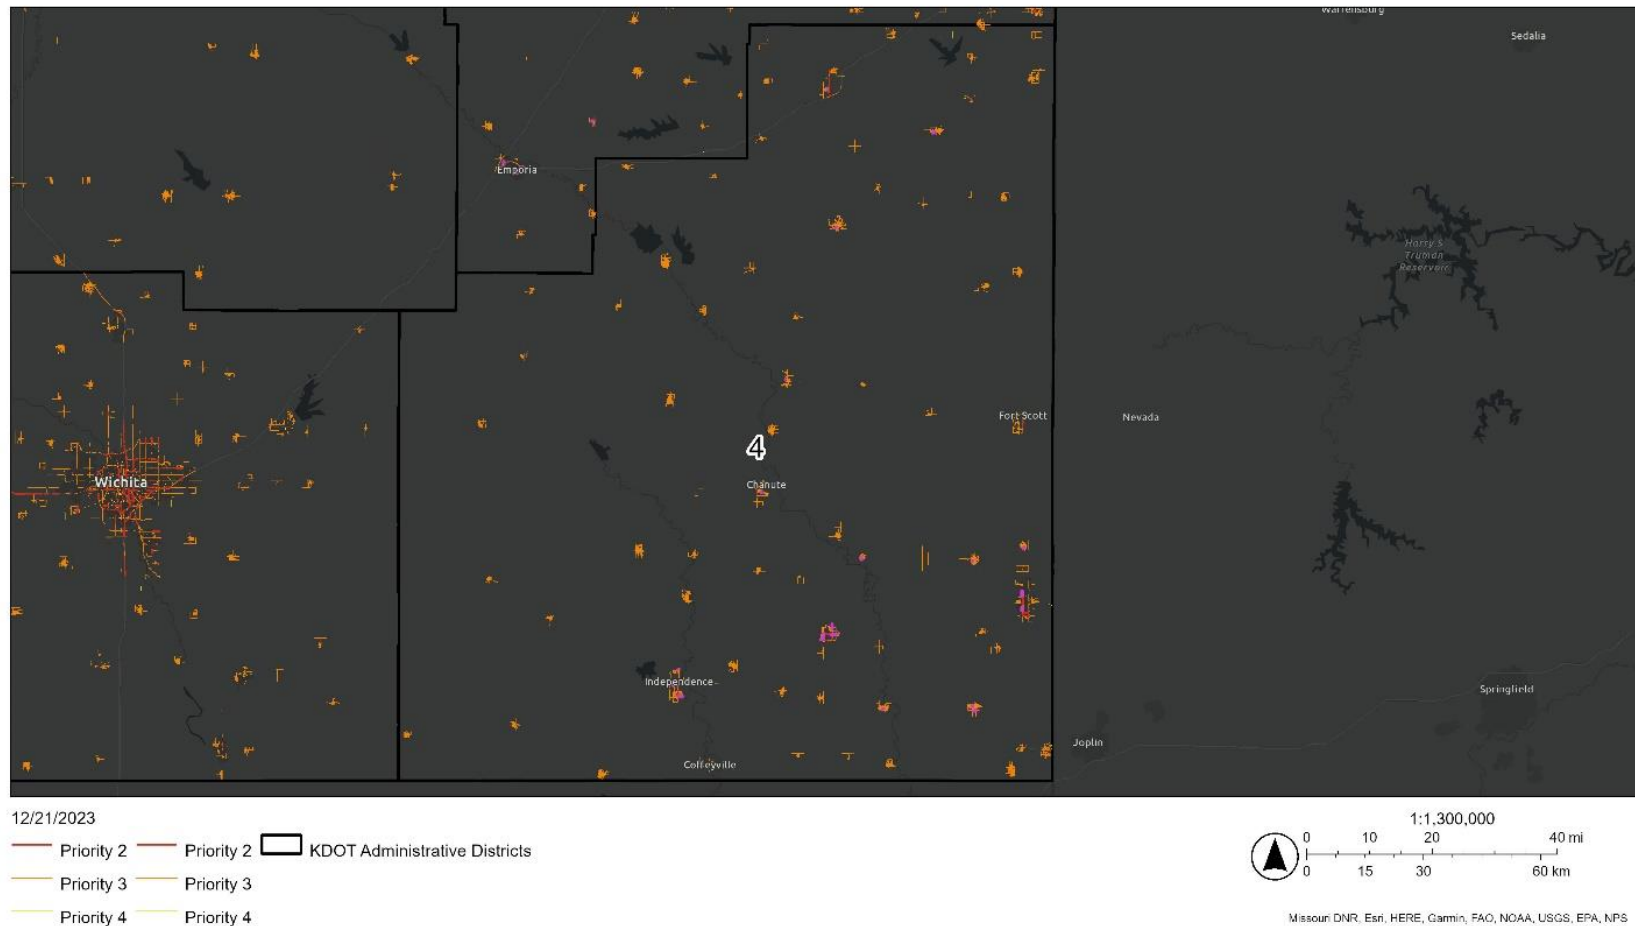 Warrensburg
Sedalia
Emporia
Harry S
Truman
Reservoir
Fort Scott
Nevada
4
Wichita
Chanute
Independence
Springfield
Joplin
Coffeyville
12/21/2023
1:1,300,000
0 10 20 40 mi
0 15 30 60 km
Priority 2 Priority 2 KDOT Administrative Districts
Priority 3 Priority 3
Priority 4 Priority 4
Missouri DNR, Esri, HERE, Garmin, FAO, NOAA, USGS, EPA, NPS